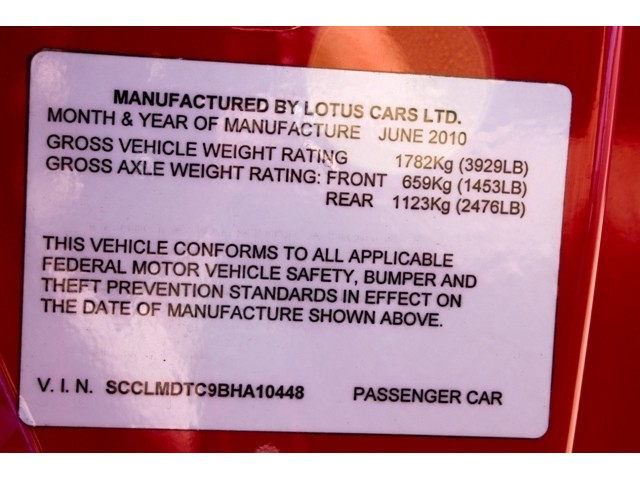 MANUFACTURED BY LOTUS CARS LTD.
MONTH & YEAR OF MANUFACTURE JUNE 2010
GROSS VEHICLE WEIGHT RATING 1782Kg (3929LB)
GROSS AXLE WEIGHT RATING: FRONT 659Kg (1453LB)
REAR 1123Kg (2476LB)
THIS VEHICLE CONFORMS TO ALL APPLICABLE
FEDERAL MOTOR VEHICLE SAFETY, BUMPER AND
THEFT PREVENTION STANDARDS IN EFFECT ON
THE DATE OF MANUFACTURE SHOWN ABOVE.
V. I. N. SCCLMDTC9BHA10448 PASSENGER CAR